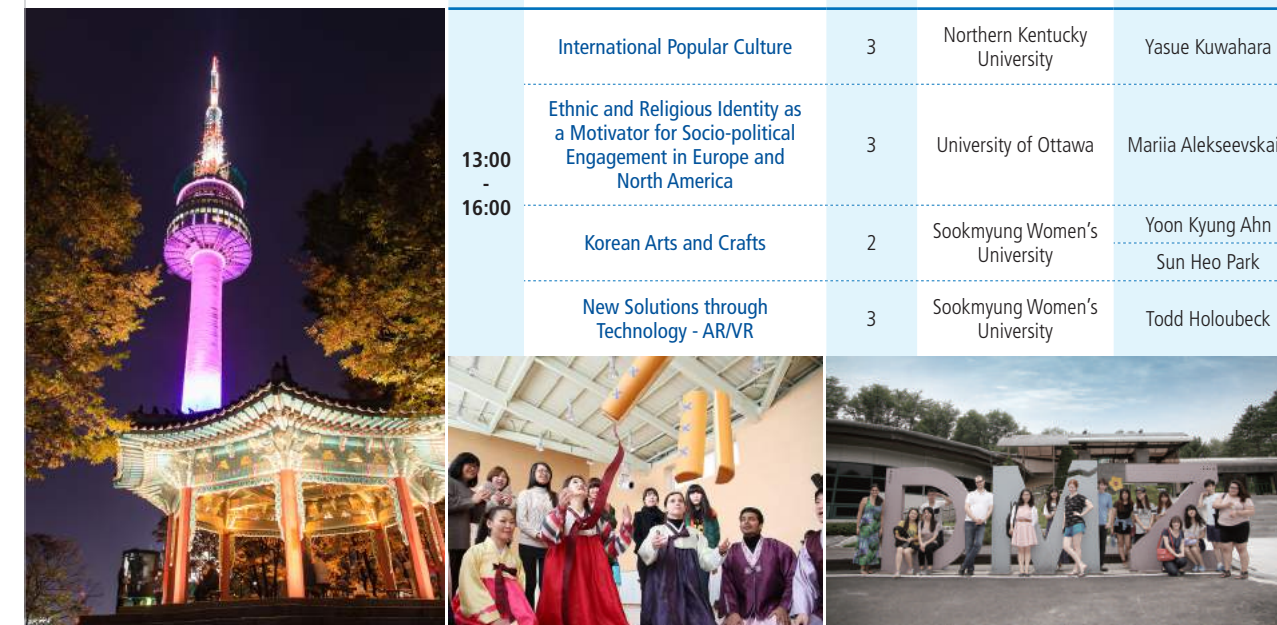 International Popular Culture
3
Northern Kentucky
University
Yasue Kuwahara
13:00
-
16:00
Ethnic and Religious Identity as
a Motivator for Socio-political
Engagement in Europe and
North America
3
University of Ottawa
Mariia Alekseevskai
Korean Arts and Crafts
2
Sookmyung Women's
University
Yoon Kyung Ahn
Sun Heo Park
New Solutions through
Technology - AR/VR
3
Sookmyung Women's
University
Todd Holoubeck
DMZ